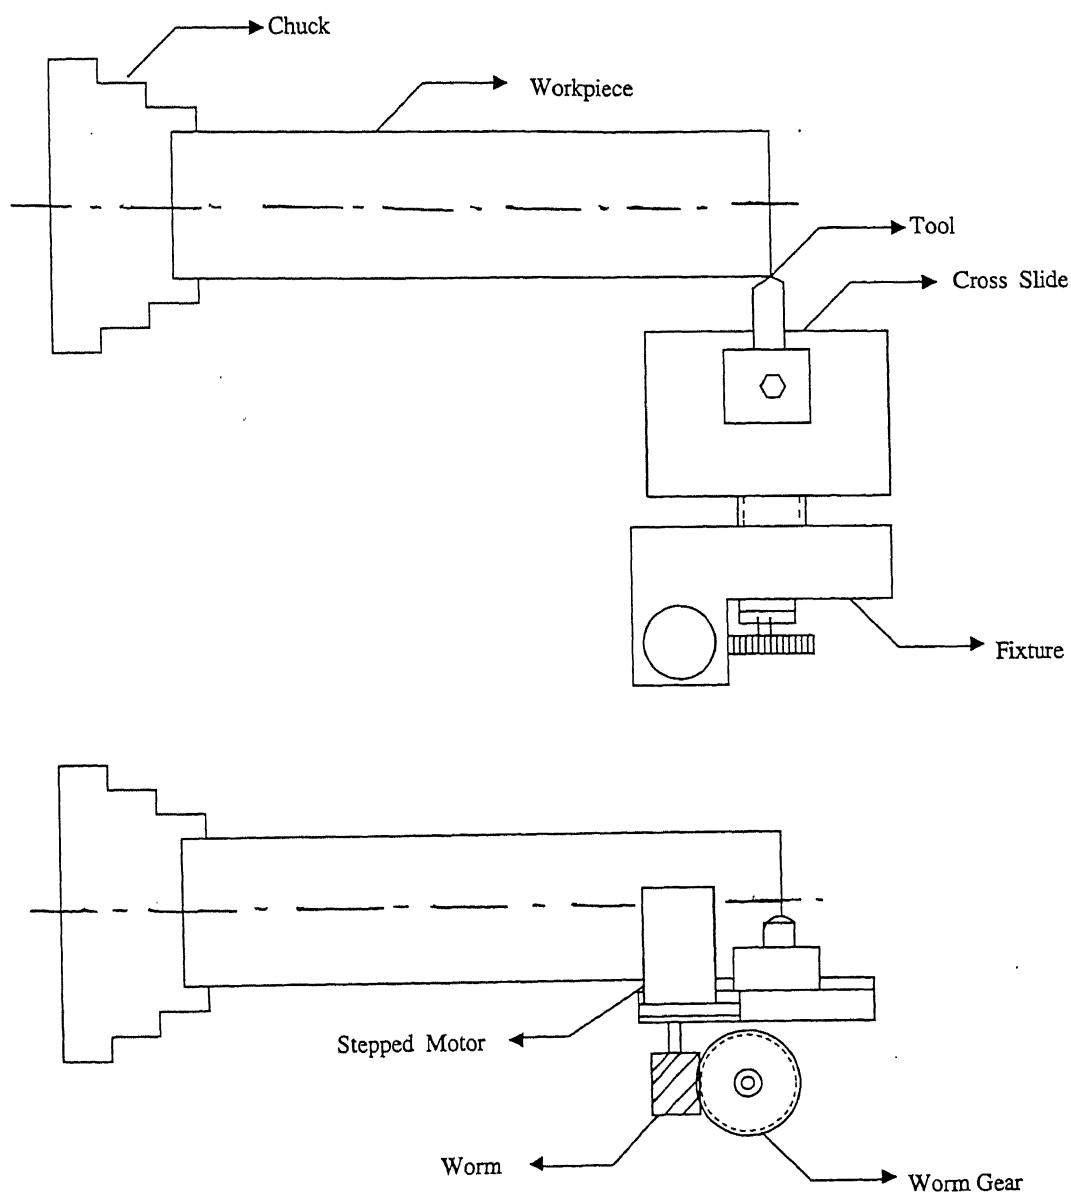 Chuck
Workpiece
Tool
Cross Slide
Fixture
Stepped Motor
Worm
Worm Gear